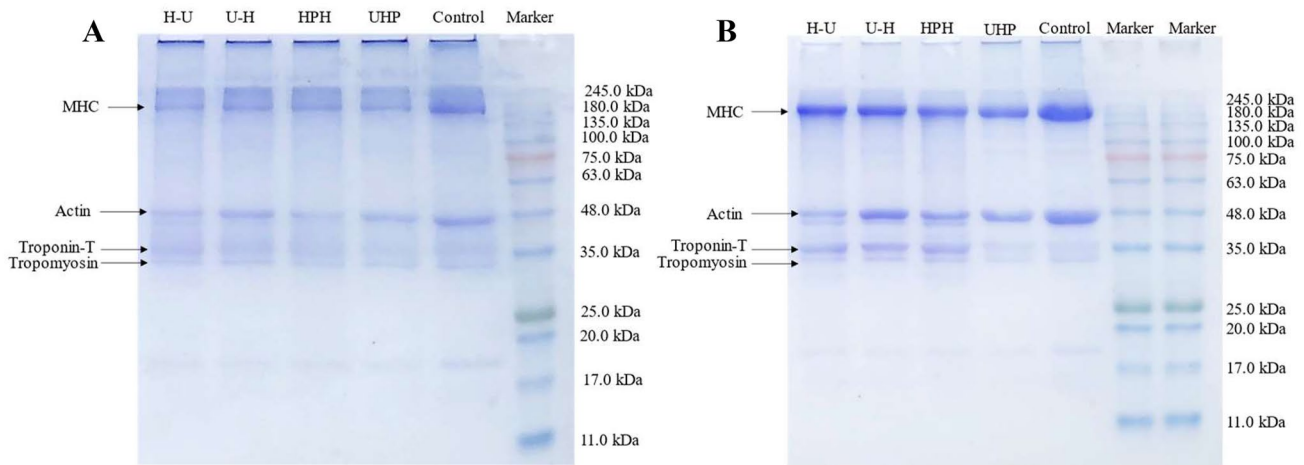 A
H-U U-H HPH UHP Control Marker
MHC
Actin
Troponin-T
Tropomyosin
245.0 kDa
180.0 kDa
135.0 kDa
100.0 kDa
75.0 kDa
63.0 kDa
48.0 kDa
35.0 kDa
25.0 kDa
20.0 kDa
17.0 kDa
11.0 kDa
B
H-U U-H HPH UHP Control Marker Marker
MHC
Actin
Troponin-T
Tropomyosin
245.0 kDa
180.0 kDa
135.0 kDa
100.0 kDa
75.0 kDa
63.0 kDa
48.0 kDa
35.0 kDa
25.0 kDa
20.0 kDa
17.0 kDa
11.0 kDa